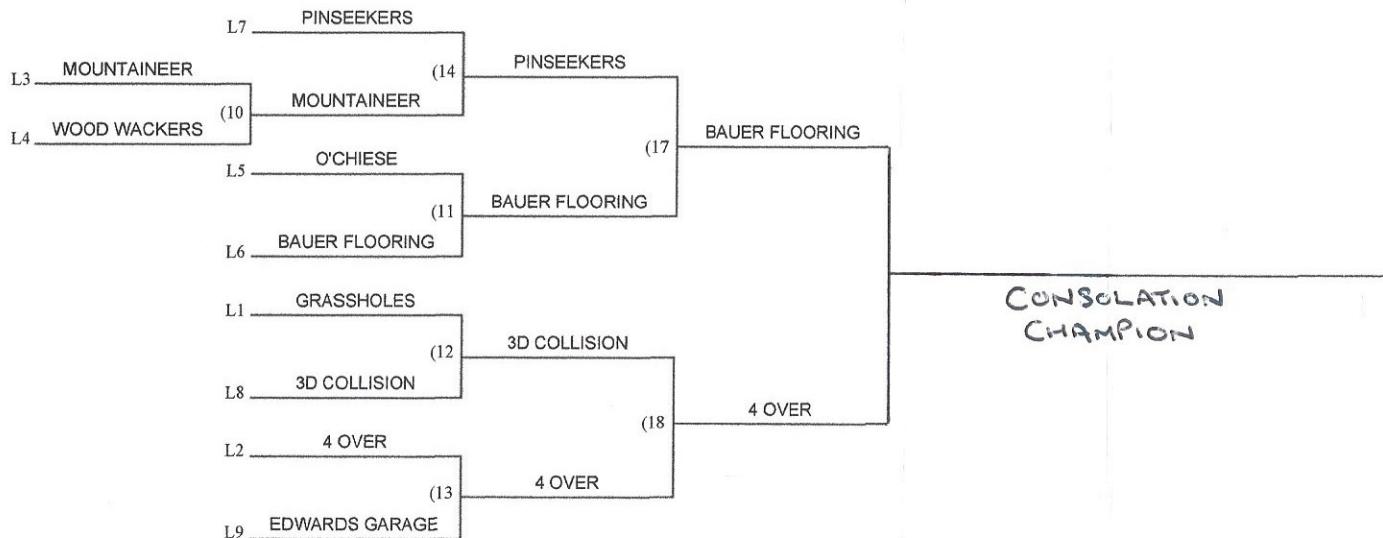 L7 PINSEEKERS
L3 MOUNTAINEER
(14 PINSEEKERS
(10 MOUNTAINEER
L4 WOOD WACKERS
(17 BAUER FLOORING
L5 O'CHIESE
(11 BAUER FLOORING
L6 BAUER FLOORING
L1 GRASSHOLES
CONSOLATION
CHAMPION
(12 3D COLLISION
L8 3D COLLISION
(18 4 OVER
L2 4 OVER
(13 4 OVER
L9 EDWARDS GARAGE